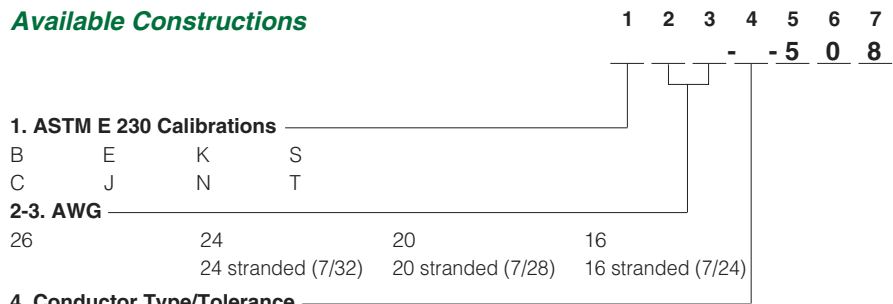 Available Constructions
1 2 3 4 5 6 7
- - 5 0 8
1. ASTM E 230 Calibrations
B E K S
C J N T
2-3. AWG
26 24 20 16
24 stranded (7/32) 20 stranded (7/28) 16 stranded (7/24)
4. Conductor Type/Tolerance